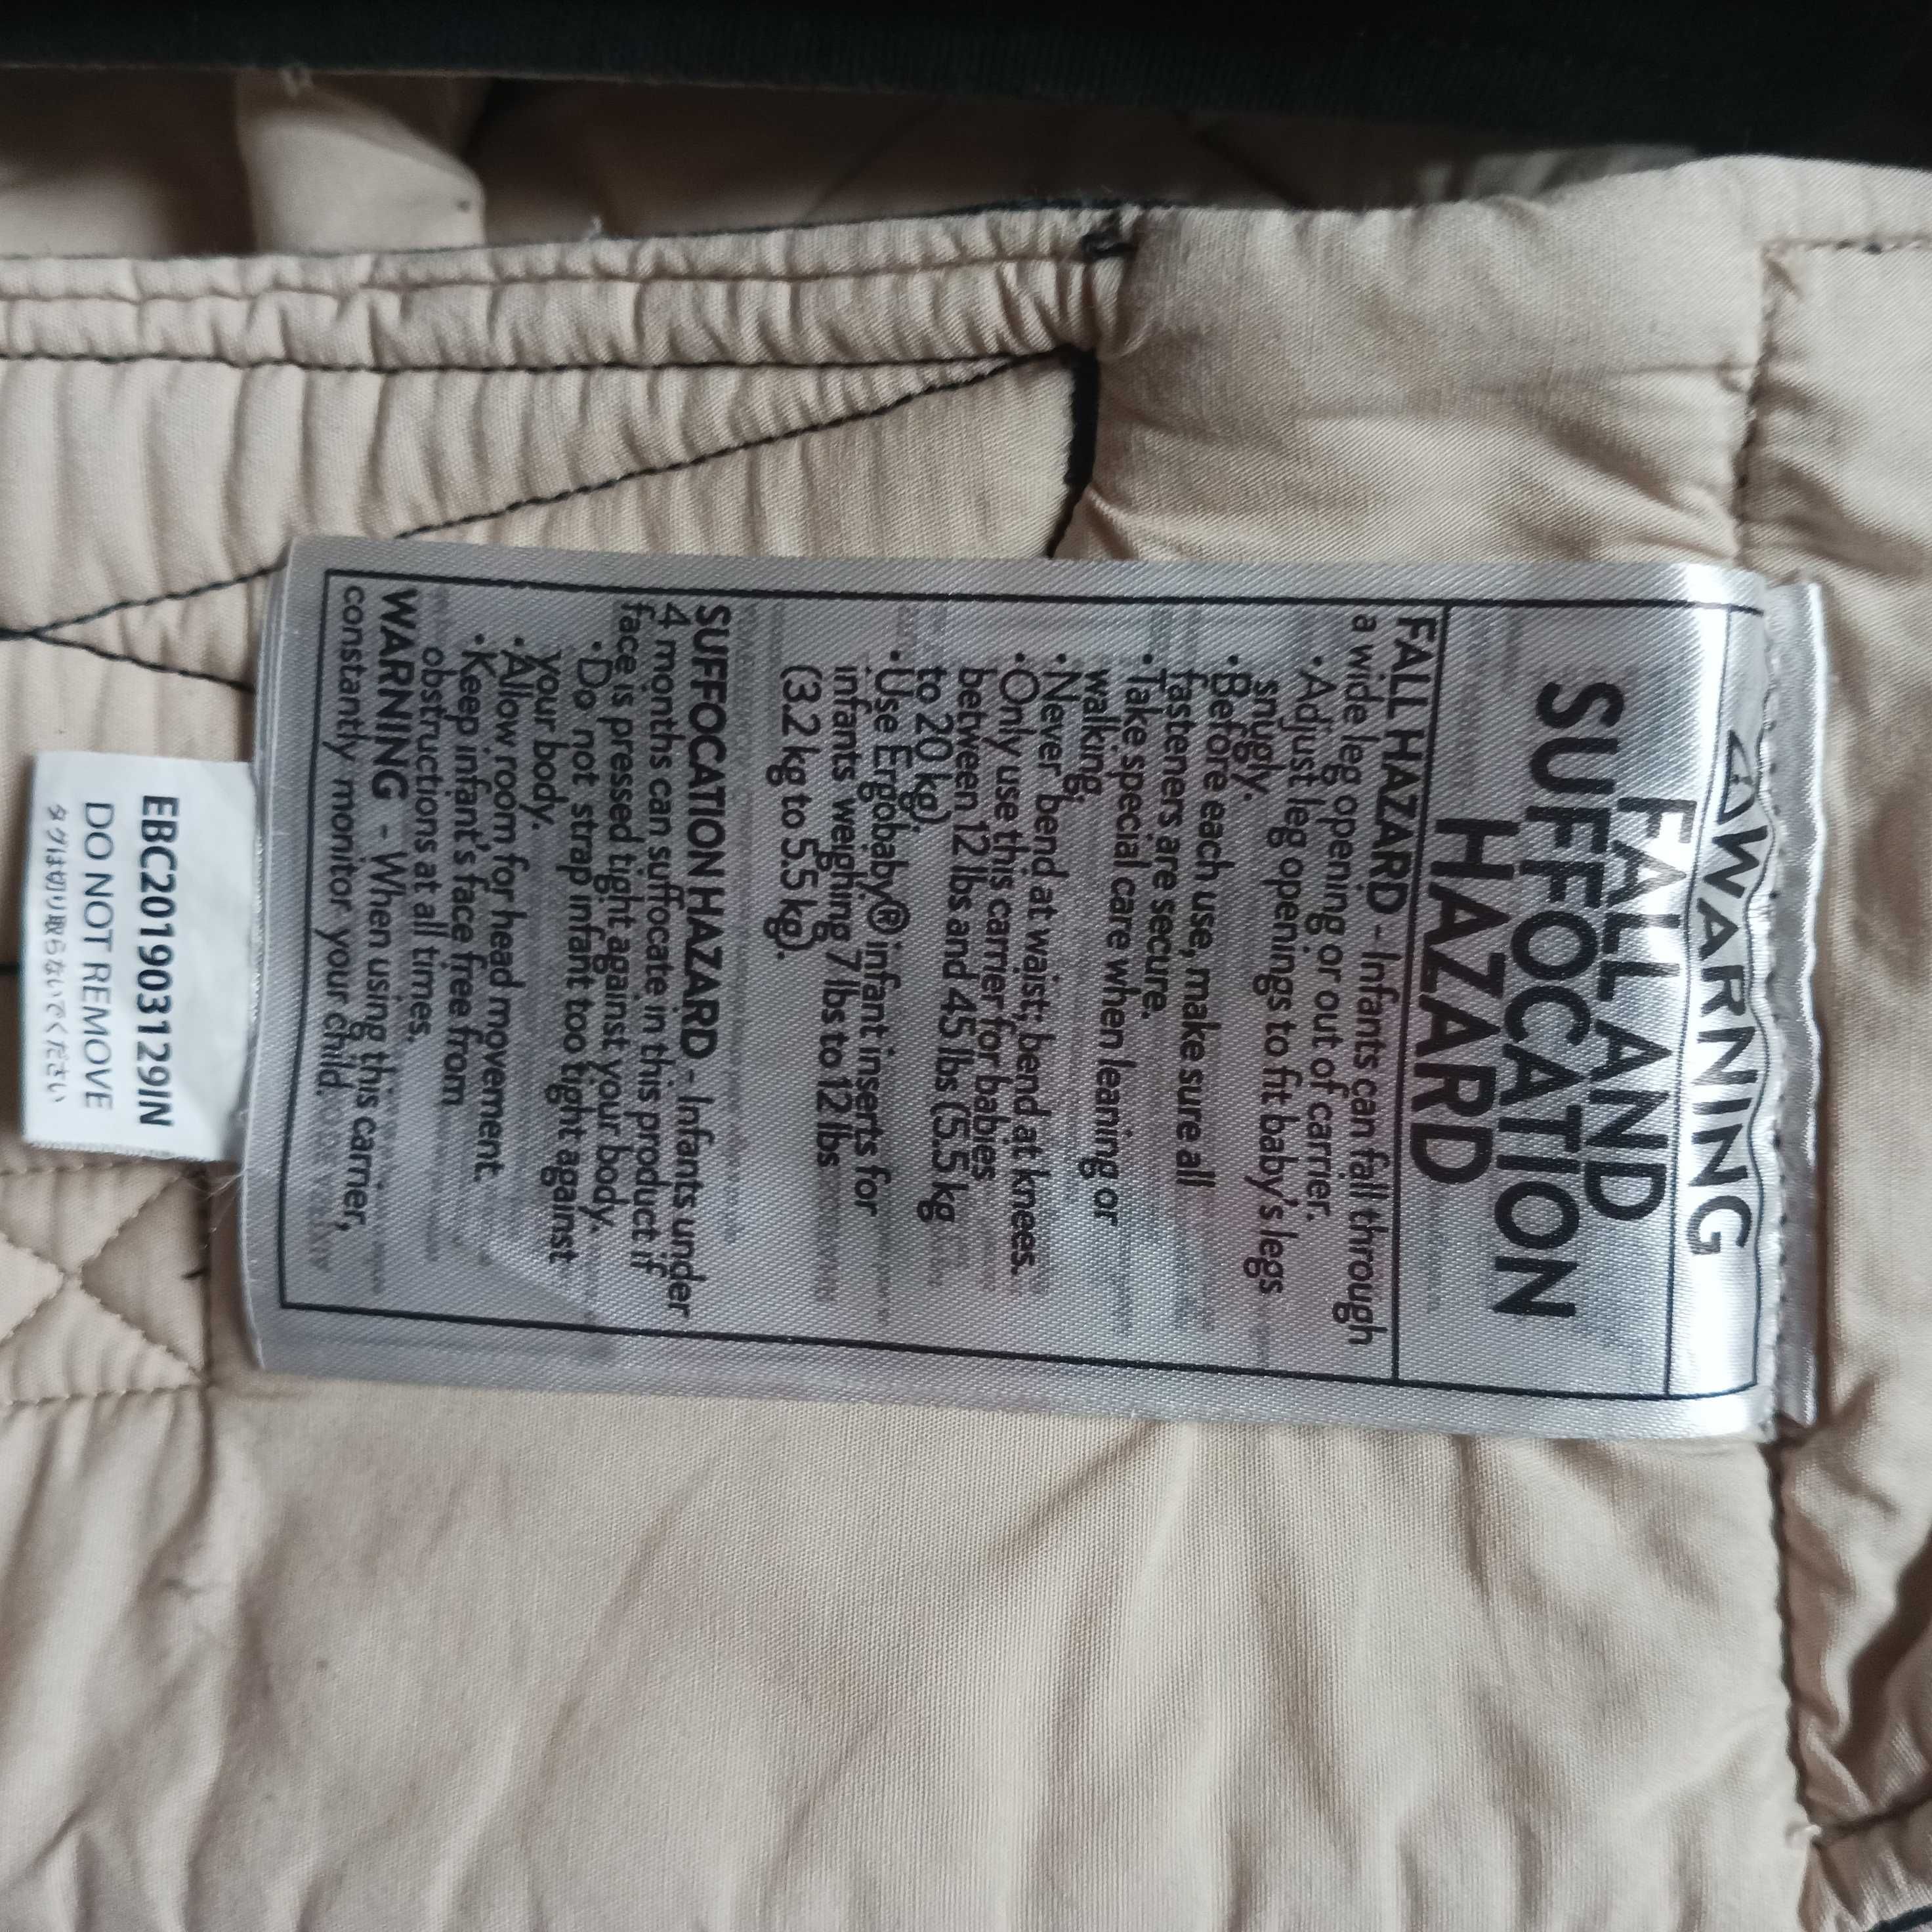 ⚠WARNING
FALL AND
SUFFOCATION
HAZARD
FALL HAZARD - Infants can fall through
a wide leg opening or out of carrier.
•Adjust leg openings to fit baby's legs
snugly.
•Before each use, make sure all
fasteners are secure.
•Take special care when leaning or
walking.
•Never bend at waist; bend at knees.
•Only use this carrier for babies
between 12 lbs and 45 lbs (5.5 kg
to 20 kg).
•Use Ergobaby® infant inserts for
infants weighing 7 lbs to 12 lbs
(3.2 kg to 5.5 kg).
SUFFOCATION HAZARD - Infants under
4 months can suffocate in this product if
face is pressed tight against your body.
•Do not strap infant too tight against
your body.
•Allow room for head movement.
•Keep infant's face free from
obstructions at all times.
WARNING - When using this carrier,
constantly monitor your child.
EBC201903129IN
DO NOT REMOVE
タグは切り取らないでください